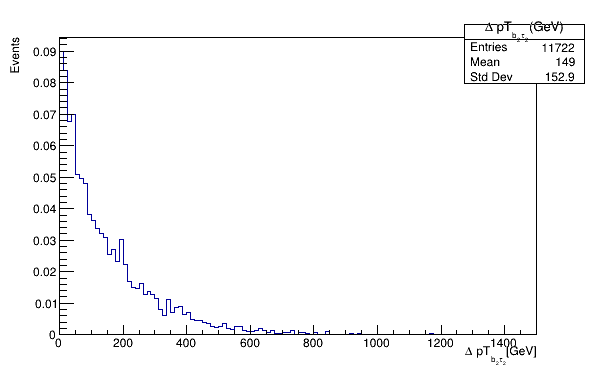 Δ pT b₂τ₂ (GeV)
Entries 11722
Mean 149
Std Dev 152.9
Events
0.09
0.08
0.07
0.06
0.05
0.04
0.03
0.02
0.01
0
0 200 400 600 800 1000 1200 1400
Δ pT b₂τ₂ [GeV]